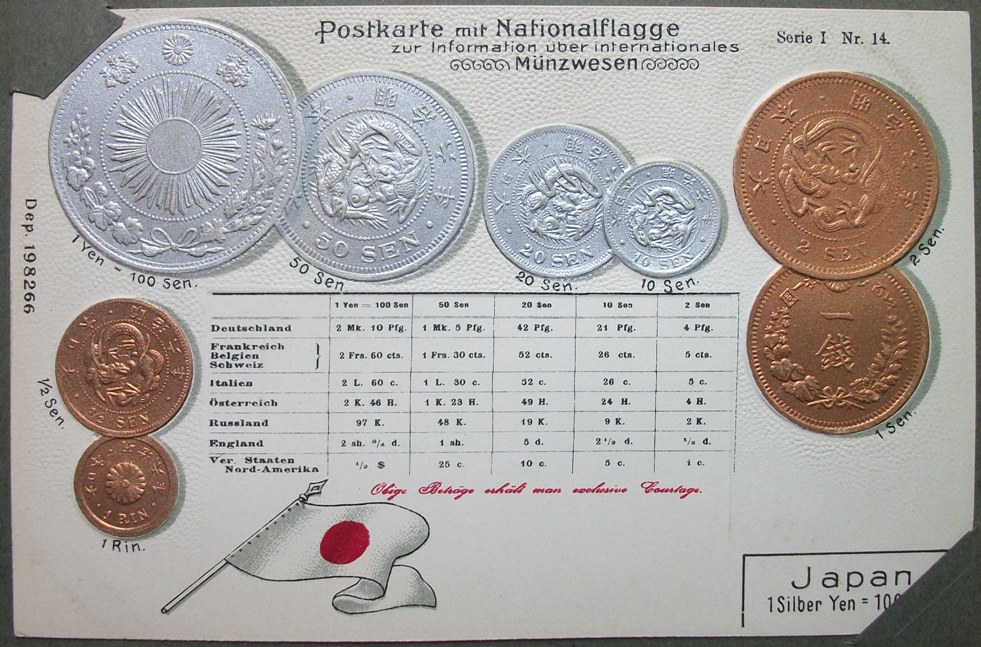 Postkarte mit Nationalflagge
zur Information über internationales
Münzwesen
Serie I Nr. 14.
Dep. 198266
1 Yen - 100 Sen.
50 SEN
50 Sen.
20 SEN
20 Sen.
10 SEN
10 Sen.
2 SEN
2 Sen.
一
錢
1 Sen.
1/2 SEN
1/2 Sen.
1 RIN
1 Rin.
1 Yen = 100 Sen 50 Sen 20 Sen 10 Sen 2 Sen
Deutschland 2 Mk. 10 Pfg. 1 Mk. 5 Pfg. 42 Pfg. 21 Pfg. 4 Pfg.
Frankreich
Belgien 2 Frs. 60 cts. 1 Frs. 30 cts. 52 cts. 26 cts. 5 cts.
Schweiz
Italien 2 L. 60 c. 1 L. 30 c. 52 c. 26 c. 5 c.
Österreich 2 K. 46 H. 1 K. 23 H. 49 H. 24 H. 4 H.
Russland 97 K. 48 K. 19 K. 9 K. 2 K.
England 2 sh. d. 1 sh. 5 d. 2 1/2 d. 1/2 d.
Ver. Staaten
Nord-Amerika 1/2 $ 25 c. 10 c. 5 c. 1 c.
Obige Beträge erhält man exclusive Courtage.
Japan
1 Silber Yen = 100